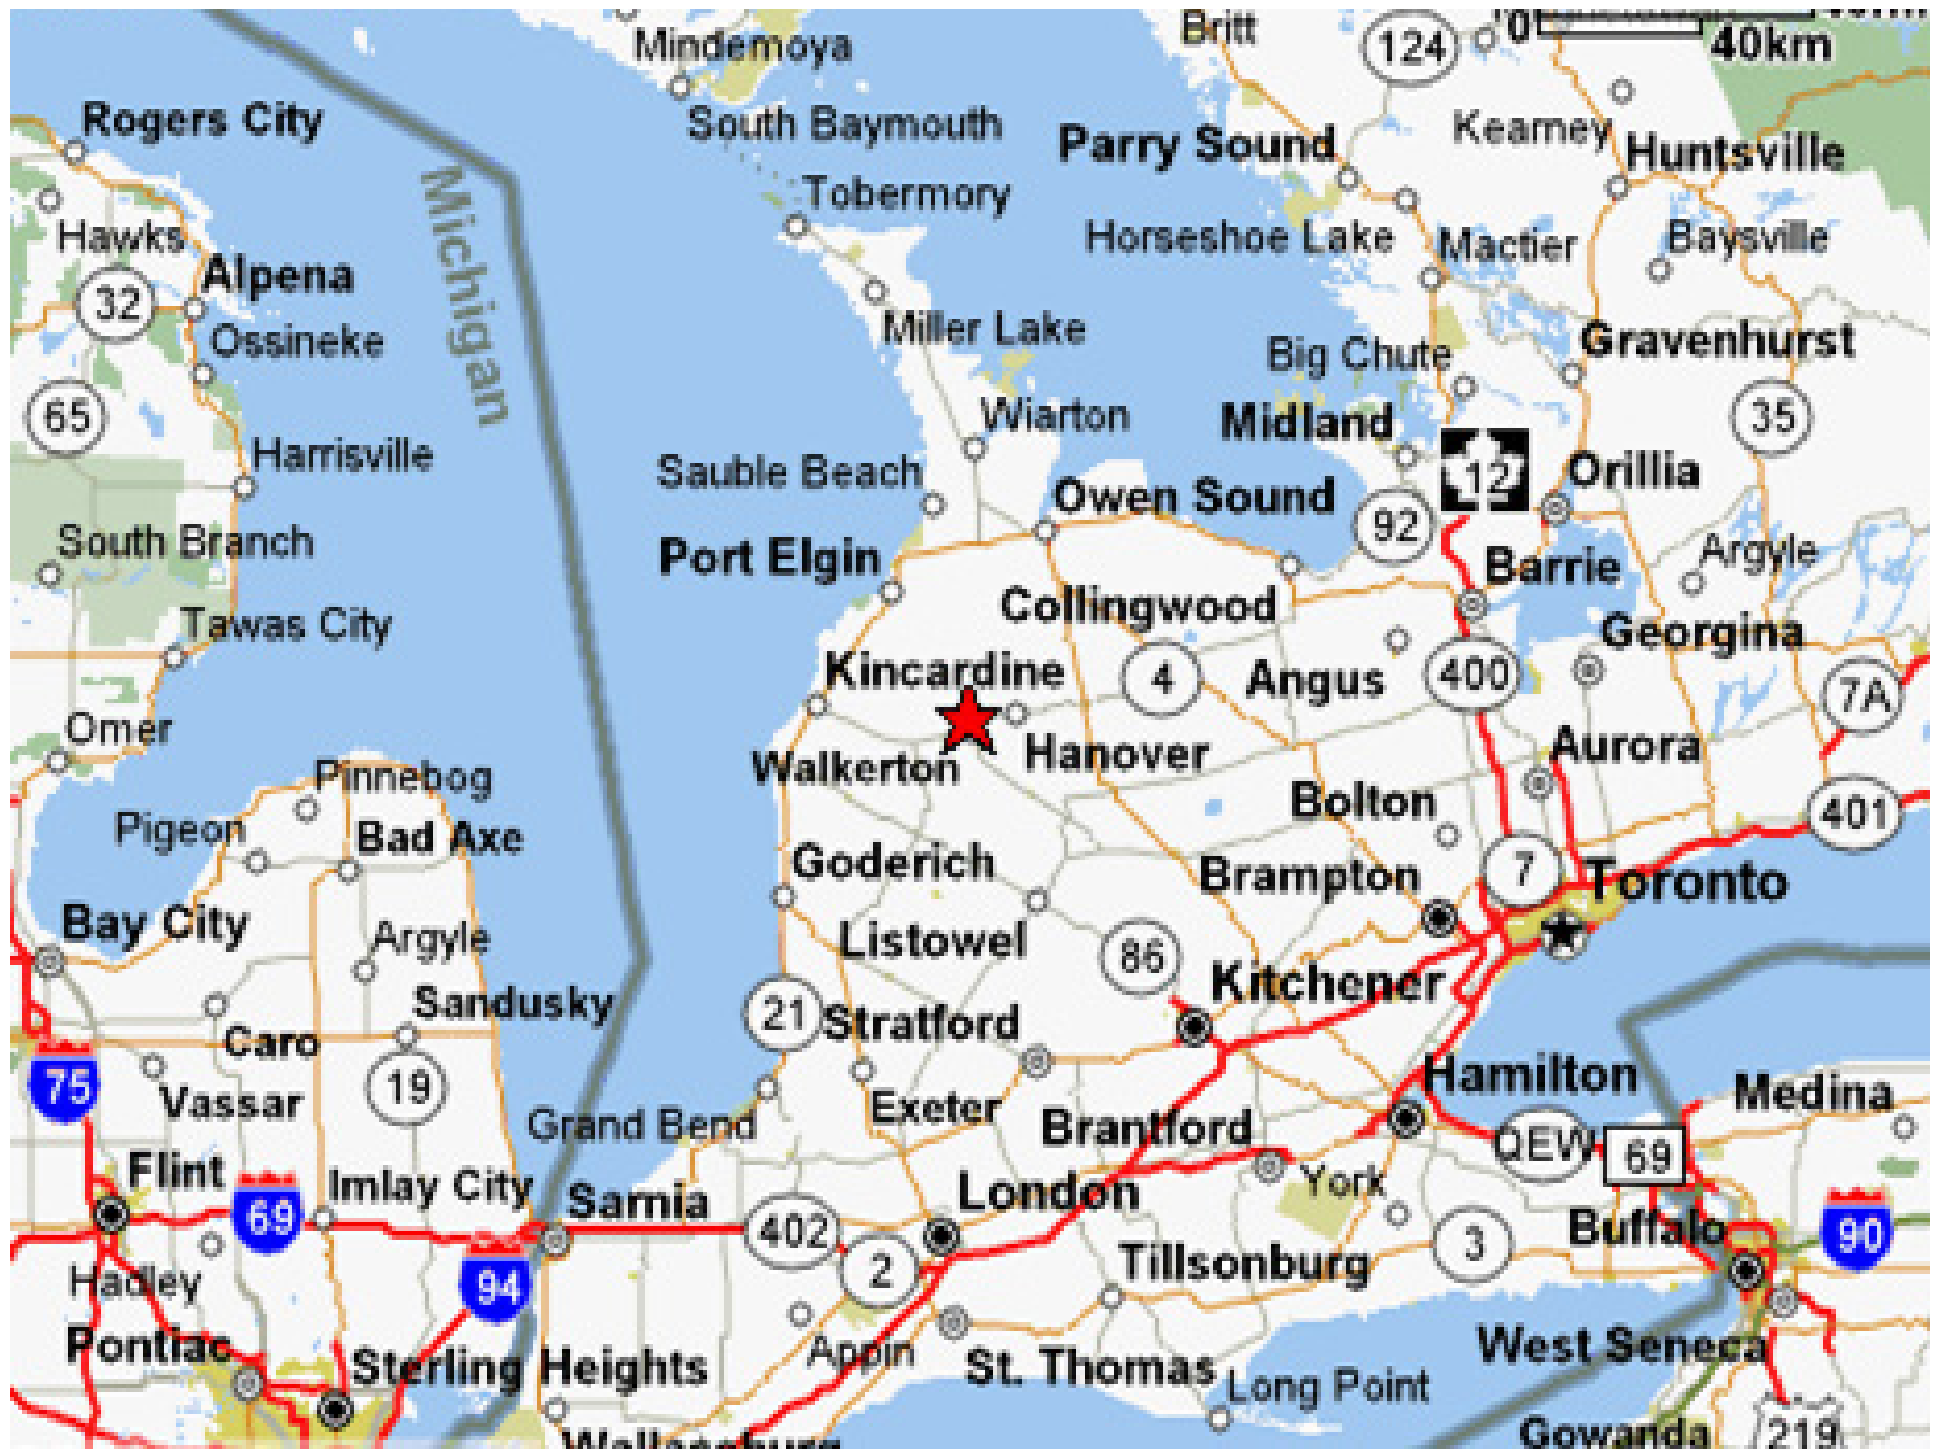 Britt
124
0
40km
Mindemoya
Rogers City
South Baymouth
Parry Sound
Kearney
Huntsville
Michigan
Tobermory
Hawks
Horseshoe Lake
Mactier
Baysville
Alpena
32
Ossineke
Miller Lake
Big Chute
Gravenhurst
65
Wiarton
Midland
35
Harrisville
Sauble Beach
12
Orillia
Owen Sound
92
South Branch
Port Elgin
Barrie
Argyle
Collingwood
Tawas City
Georgina
Kincardine
4
Angus
400
7A
Omer
Hanover
Aurora
Walkerton
Pinnebog
Bolton
401
Pigeon
Bad Axe
Goderich
Brampton
7
Toronto
Bay City
Argyle
Listowel
86
Kitchener
Sandusky
21
Stratford
Caro
75
19
Hamilton
Medina
Vassar
Grand Bend
Exeter
Brantford
QEW
69
Flint
69
Imlay City
Sarnia
London
York
402
3
Buffalo
90
Hadley
94
2
Tillsonburg
Pontiac
Sterling Heights
Appin
St. Thomas
West Seneca
Long Point
Wallaceburg
Gowanda
219